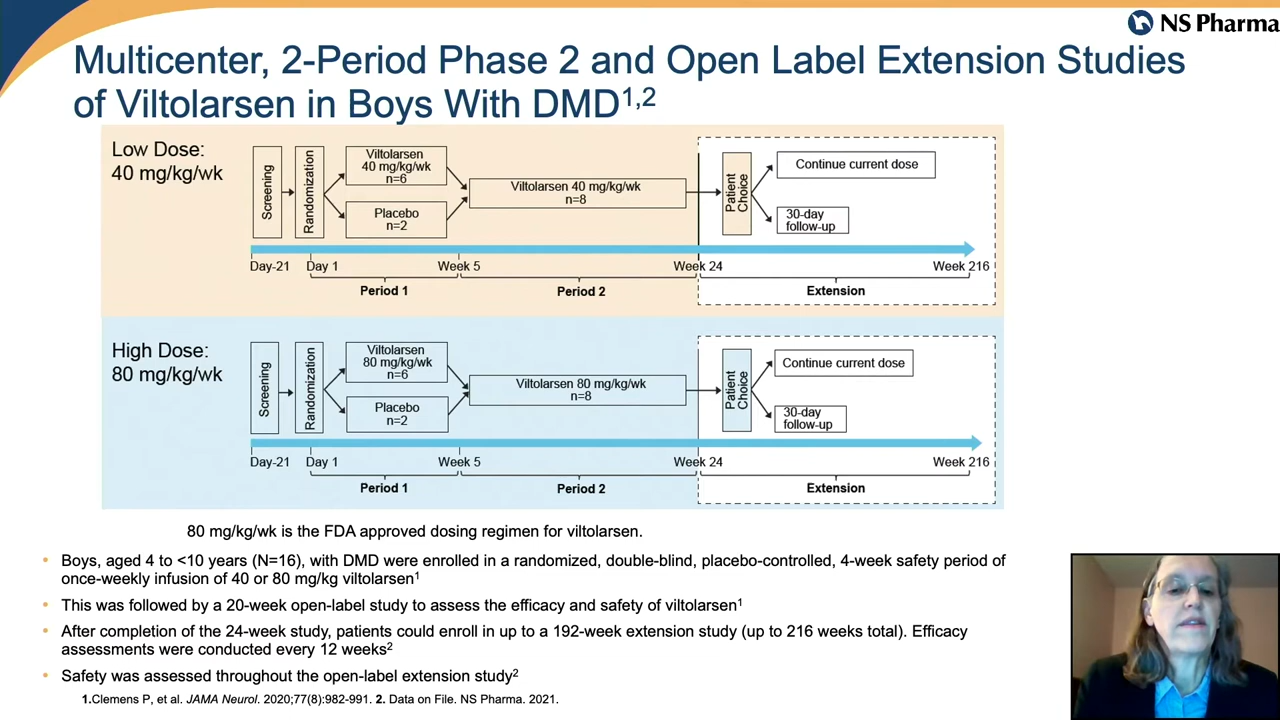 NS Pharma
Multicenter, 2-Period Phase 2 and Open Label Extension Studies
of Viltolarsen in Boys With DMD1,2
Low Dose:
40 mg/kg/wk
Screening
Randomization
Viltolarsen
40 mg/kg/wk
n=6
Placebo
n=2
Viltolarsen 40 mg/kg/wk
n=8
Patient
Choice
Continue current dose
30-day
follow-up
Day-21 Day 1 Week 5 Week 24 Week 216
Period 1 Period 2 Extension
High Dose:
80 mg/kg/wk
Screening
Randomization
Viltolarsen
80 mg/kg/wk
n=6
Placebo
n=2
Viltolarsen 80 mg/kg/wk
n=8
Patient
Choice
Continue current dose
30-day
follow-up
Day-21 Day 1 Week 5 Week 24 Week 216
Period 1 Period 2 Extension
80 mg/kg/wk is the FDA approved dosing regimen for viltolarsen.
• Boys, aged 4 to <10 years (N=16), with DMD were enrolled in a randomized, double-blind, placebo-controlled, 4-week safety period of
once-weekly infusion of 40 or 80 mg/kg viltolarsen1
• This was followed by a 20-week open-label study to assess the efficacy and safety of viltolarsen1
• After completion of the 24-week study, patients could enroll in up to a 192-week extension study (up to 216 weeks total). Efficacy
assessments were conducted every 12 weeks2
• Safety was assessed throughout the open-label extension study2
1.Clemens P, et al. JAMA Neurol. 2020;77(8):982-991. 2. Data on File. NS Pharma. 2021.